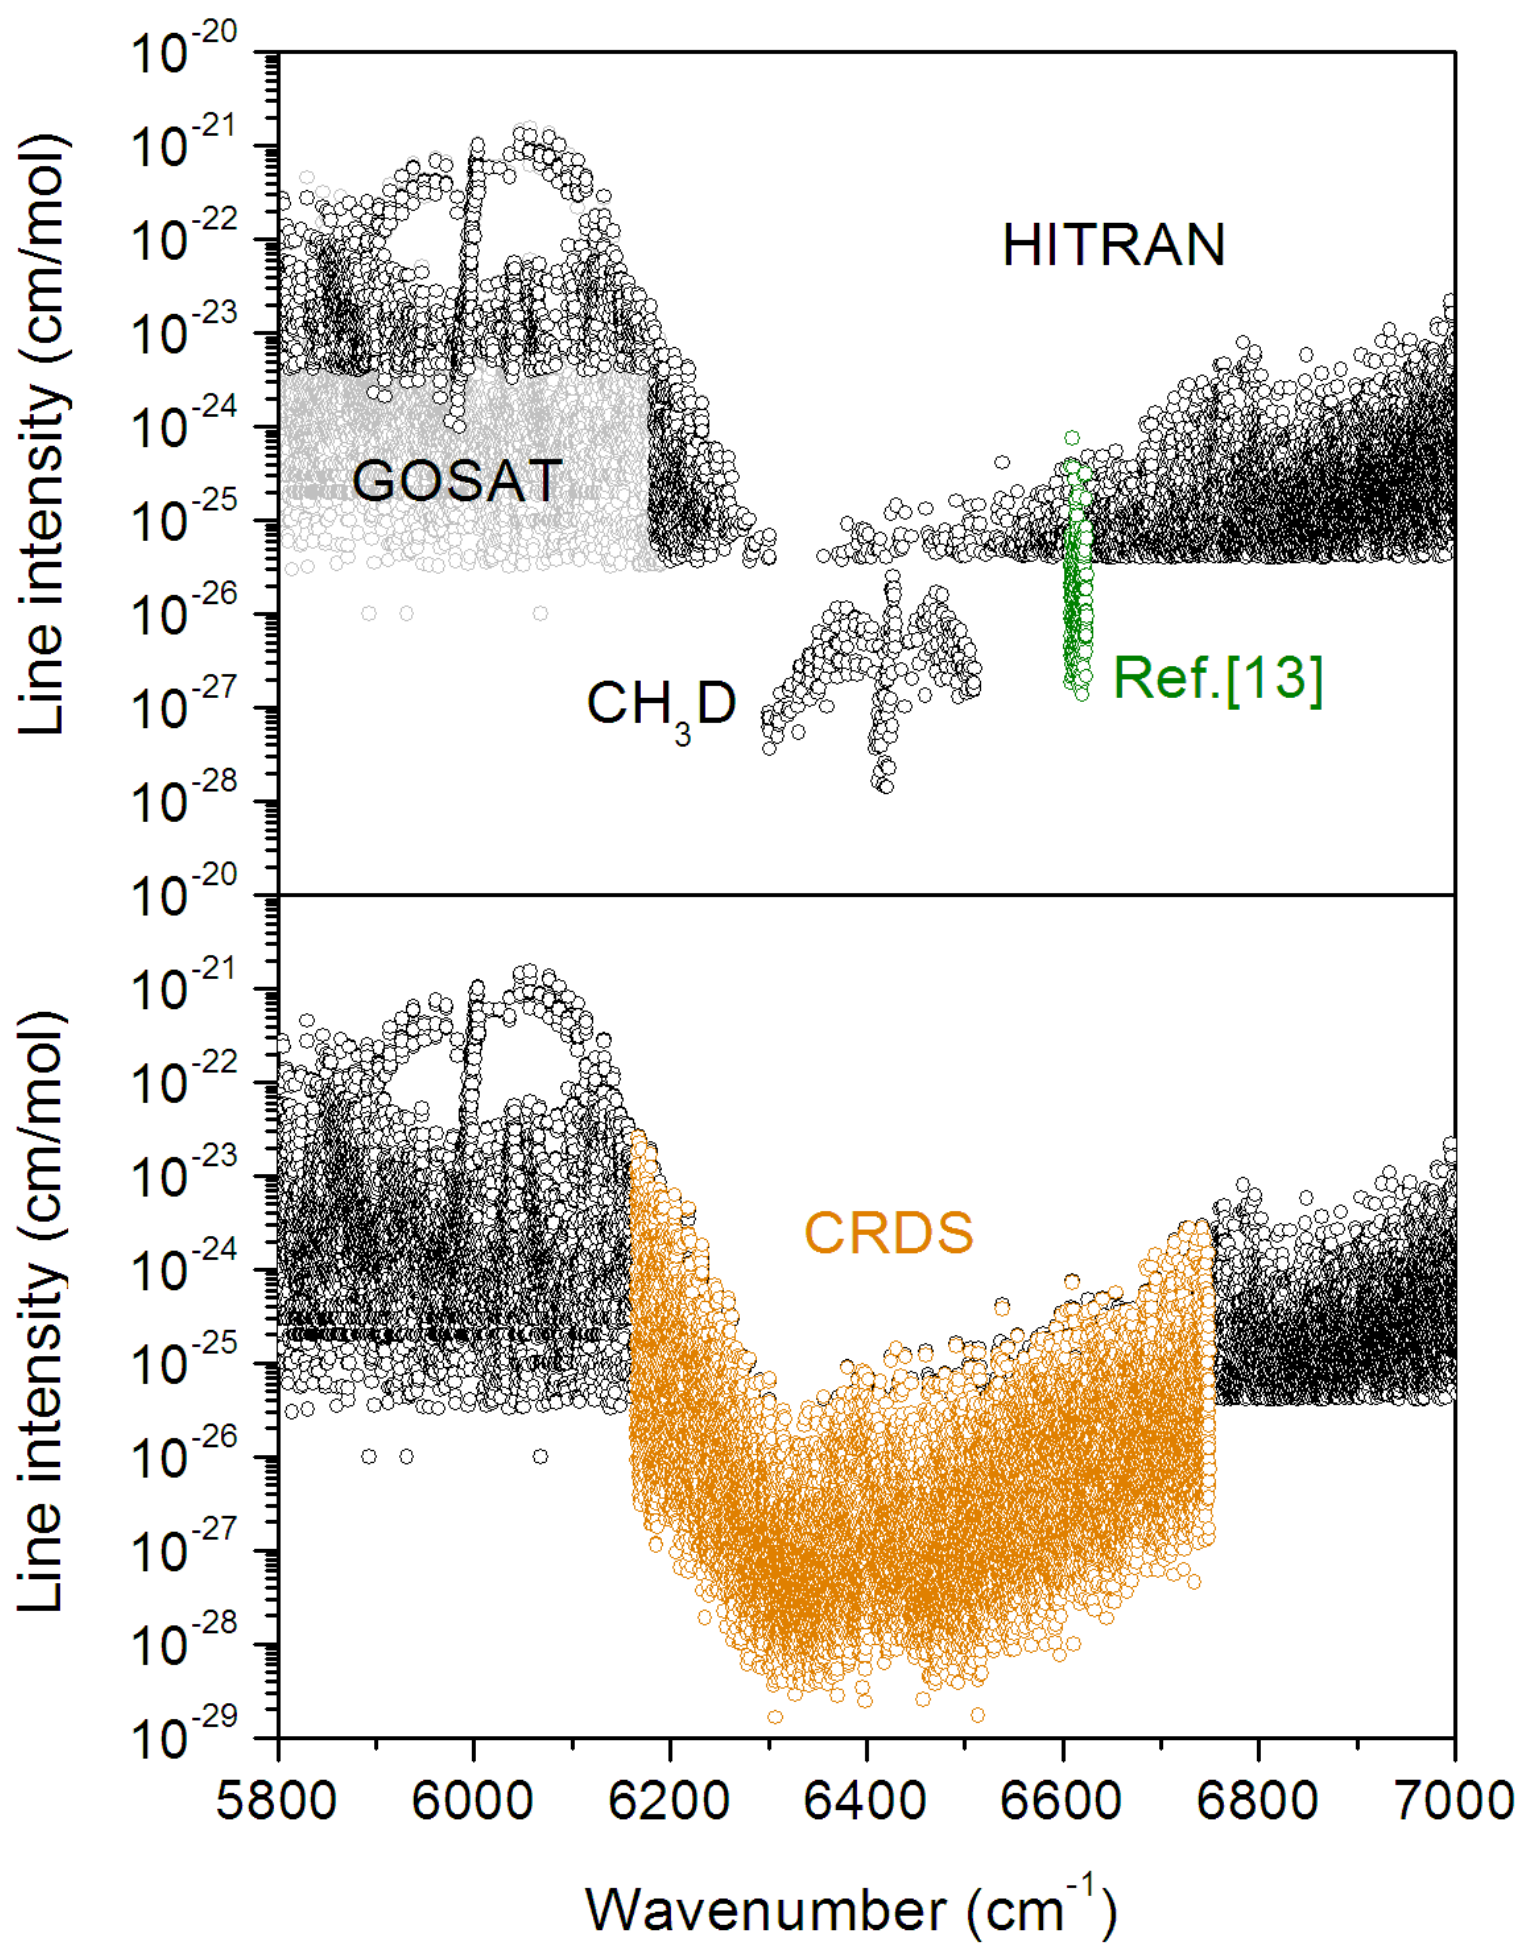 10^-20
10^-21
10^-22
10^-23
10^-24
10^-25
10^-26
10^-27
10^-28
Line intensity (cm/mol)
HITRAN
GOSAT
CH₃D
Ref.[13]
10^-20
10^-21
10^-22
10^-23
10^-24
10^-25
10^-26
10^-27
10^-28
10^-29
Line intensity (cm/mol)
CRDS
5800 6000 6200 6400 6600 6800 7000
Wavenumber (cm^-1)